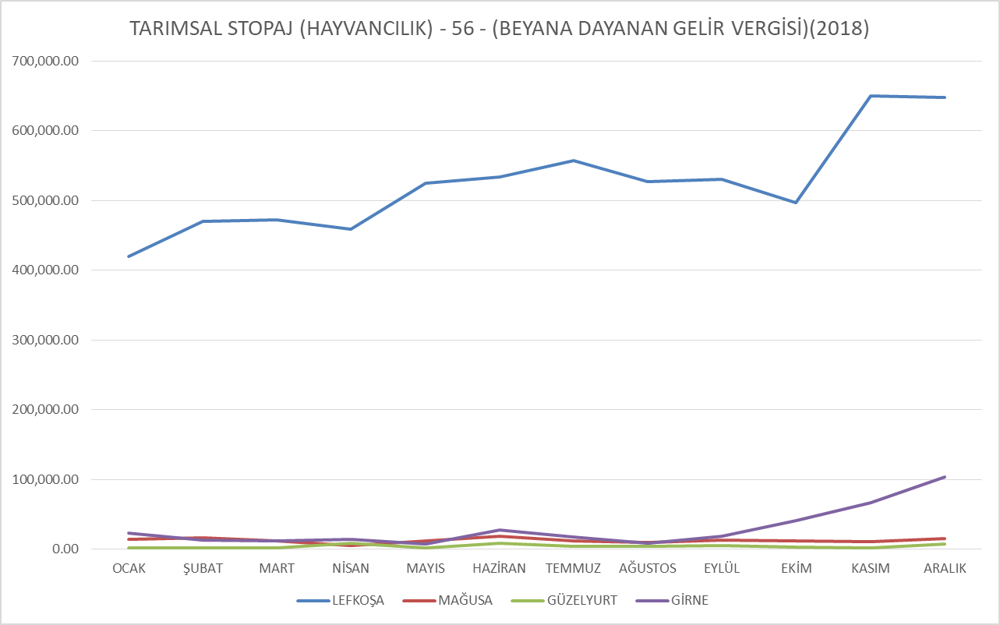 TARIMSAL STOPAJ (HAYVANCILIK) - 56 - (BEYANA DAYANAN GELİR VERGİSİ)(2018)
700,000.00
600,000.00
500,000.00
400,000.00
300,000.00
200,000.00
100,000.00
0.00
OCAK ŞUBAT MART NİSAN MAYIS HAZİRAN TEMMUZ AĞUSTOS EYLÜL EKİM KASIM ARALIK
LEFKOŞA MAĞUSA GÜZELYURT GİRNE